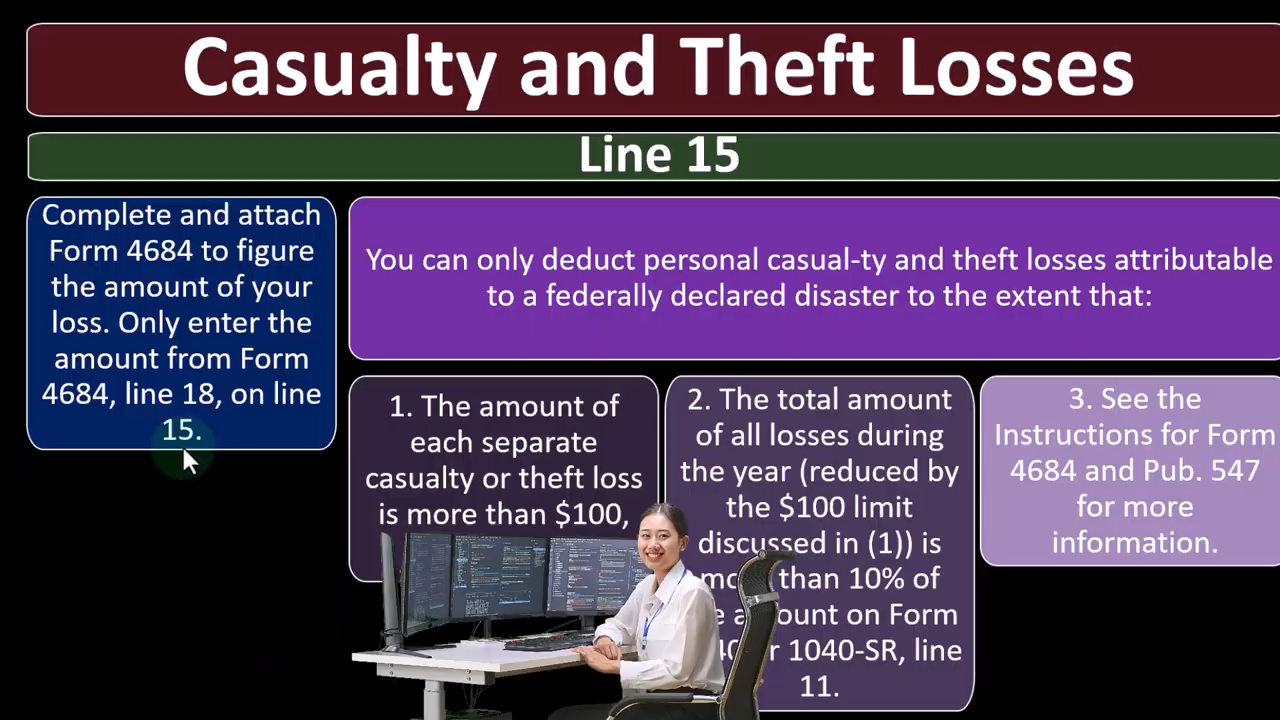 Casualty and Theft Losses
Line 15
Complete and attach
Form 4684 to figure
the amount of your
loss. Only enter the
amount from Form
4684, line 18, on line
15.
You can only deduct personal casual-ty and theft losses attributable
to a federally declared disaster to the extent that:
1. The amount of
each separate
casualty or theft loss
is more than $100,
2. The total amount
of all losses during
the year (reduced by
the $100 limit
discussed in (1)) is
than 10% of
on Form
1040-SR, line
11.
3. See the
Instructions for Form
4684 and Pub. 547
for more
information.